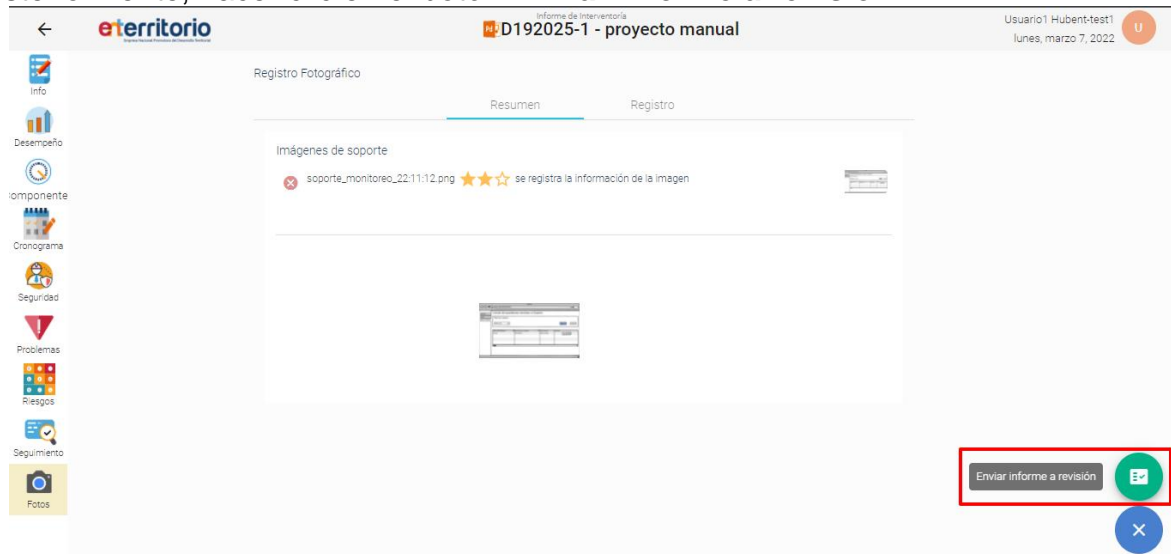 Informe de Interventoría
eterritorio
D192025-1 - proyecto manual
Usuario1 Hubent-test1
lunes, marzo 7, 2022
U
Info
Desempeño
omponente
Cronograma
Seguridad
Problemas
Riesgos
Seguimiento
Fotos
Registro Fotográfico
Resumen
Registro
Imágenes de soporte
soporte_monitoreo_22:11:12.png se registra la información de la imagen
Enviar informe a revisión